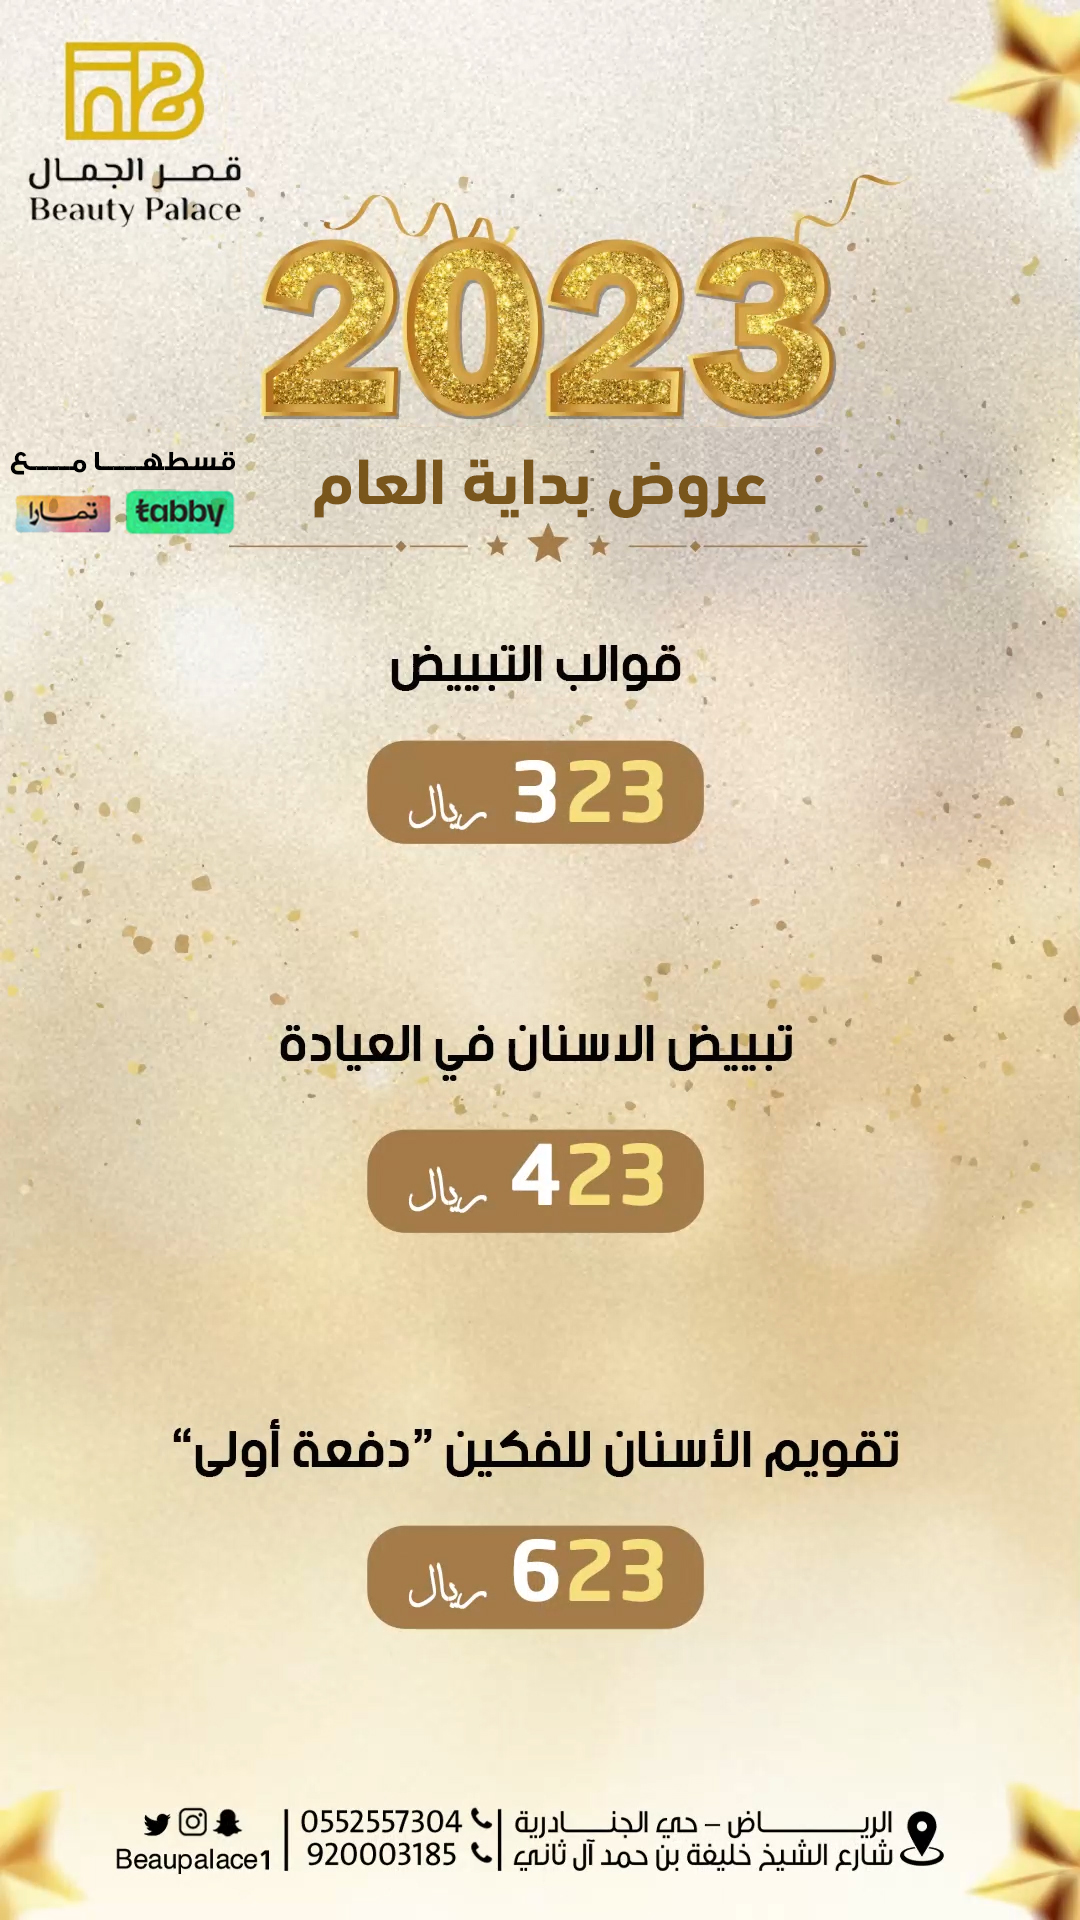 قصر الجمال
Beauty Palace
2023
عروض بداية العام
قسطها مع
tabby تمارا
قوالب التبييض
323 ريال
تبييض الاسنان في العيادة
423 ريال
تقويم الأسنان للفكين ”دفعة أولى“
623 ريال
الرياض – حي الجنادرية
شارع الشيخ خليفة بن حمد آل ثاني
0552557304
920003185
Beaupalace1